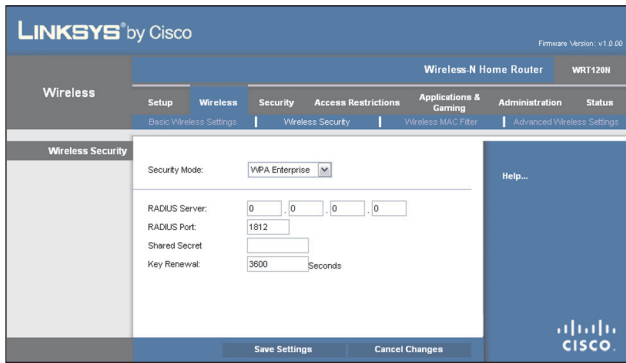 LINKSYS® by Cisco
Firmware Version: v1.0.00
Wireless-N Home Router WRT120N
Wireless
Setup Wireless Security Access Restrictions Applications & Gaming Administration Status
Basic Wireless Settings Wireless Security Wireless MAC Filter Advanced Wireless Settings
Wireless Security
Security Mode: WPA Enterprise
Help...
RADIUS Server: 0 . 0 . 0 . 0
RADIUS Port: 1812
Shared Secret
Key Renewal: 3600 Seconds
Save Settings Cancel Changes
CISCO.